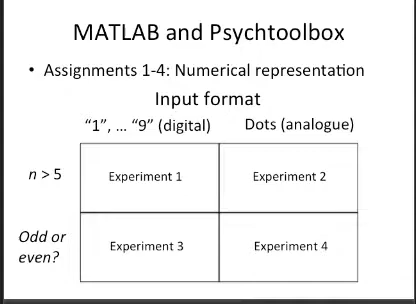 MATLAB and Psychtoolbox
• Assignments 1-4: Numerical representation
Input format
“1”, … “9” (digital) Dots (analogue)
n > 5 Experiment 1 Experiment 2
Odd or
even? Experiment 3 Experiment 4